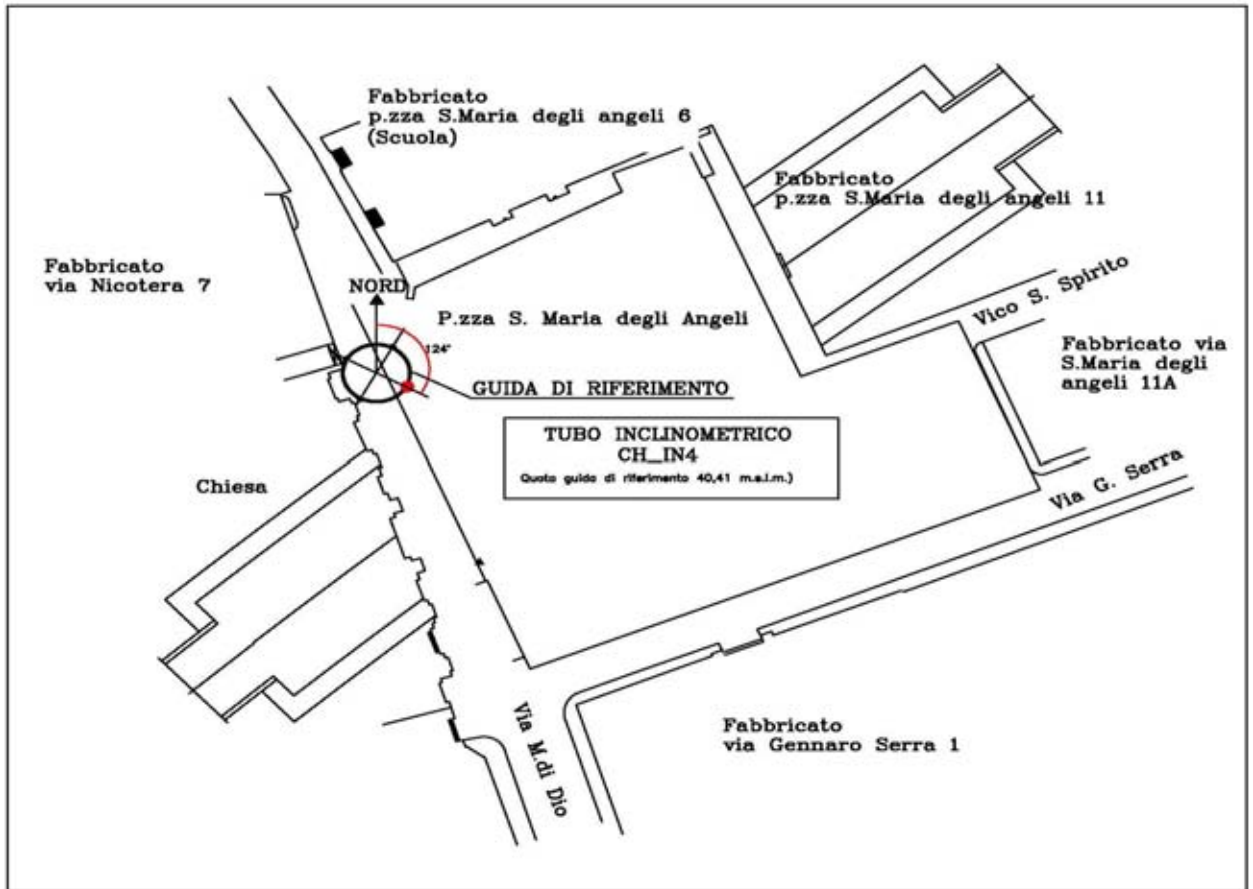 Fabbricato
p.zza S.Maria degli angeli 6
(Scuola)
Fabbricato
p.zza S.Maria degli angeli 11
Fabbricato
via Nicotera 7
NORD
P.zza S. Maria degli Angeli
124°
Vico S. Spirito
Fabbricato via
S.Maria degli
angeli 11A
GUIDA DI RIFERIMENTO
TUBO INCLINOMETRICO
CH_IN4
Quota guida di riferimento 40,41 m.s.l.m.)
Chiesa
Via G. Serra
Via M.di Dio
Fabbricato
via Gennaro Serra 1